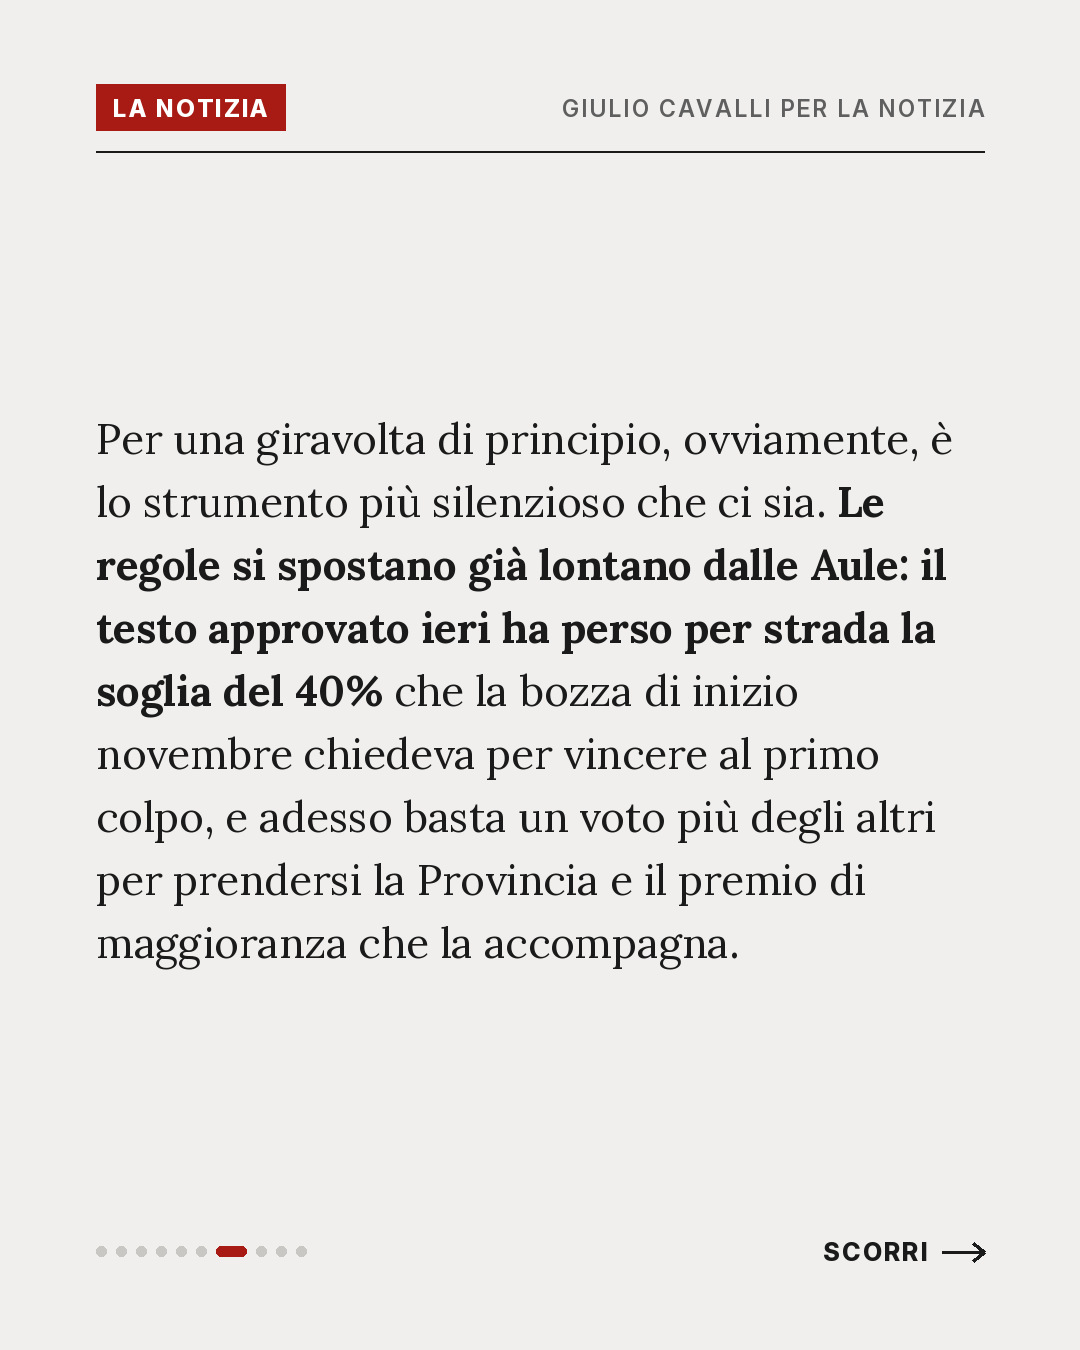 LA NOTIZIA
GIULIO CAVALLI PER LA NOTIZIA
Per una giravolta di principio, ovviamente, è
lo strumento più silenzioso che ci sia. Le
regole si spostano già lontano dalle Aule: il
testo approvato ieri ha perso per strada la
soglia del 40% che la bozza di inizio
novembre chiedeva per vincere al primo
colpo, e adesso basta un voto più degli altri
per prendersi la Provincia e il premio di
maggioranza che la accompagna.
SCORRI